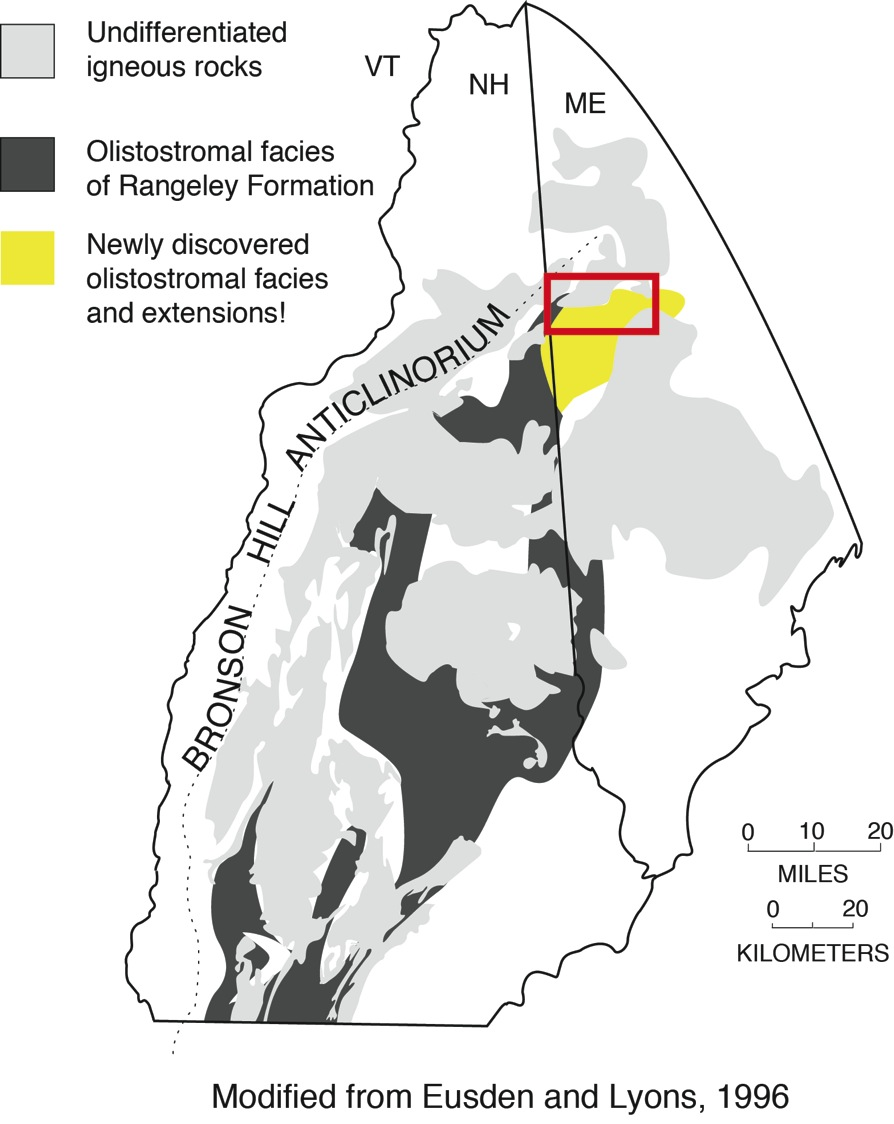 Undifferentiated
igneous rocks
Olistostromal facies
of Rangeley Formation
Newly discovered
olistostromal facies
and extensions!
VT
NH
ME
BRONSON HILL ANTICLINORIUM
0 10 20
MILES
0 20
KILOMETERS
Modified from Eusden and Lyons, 1996